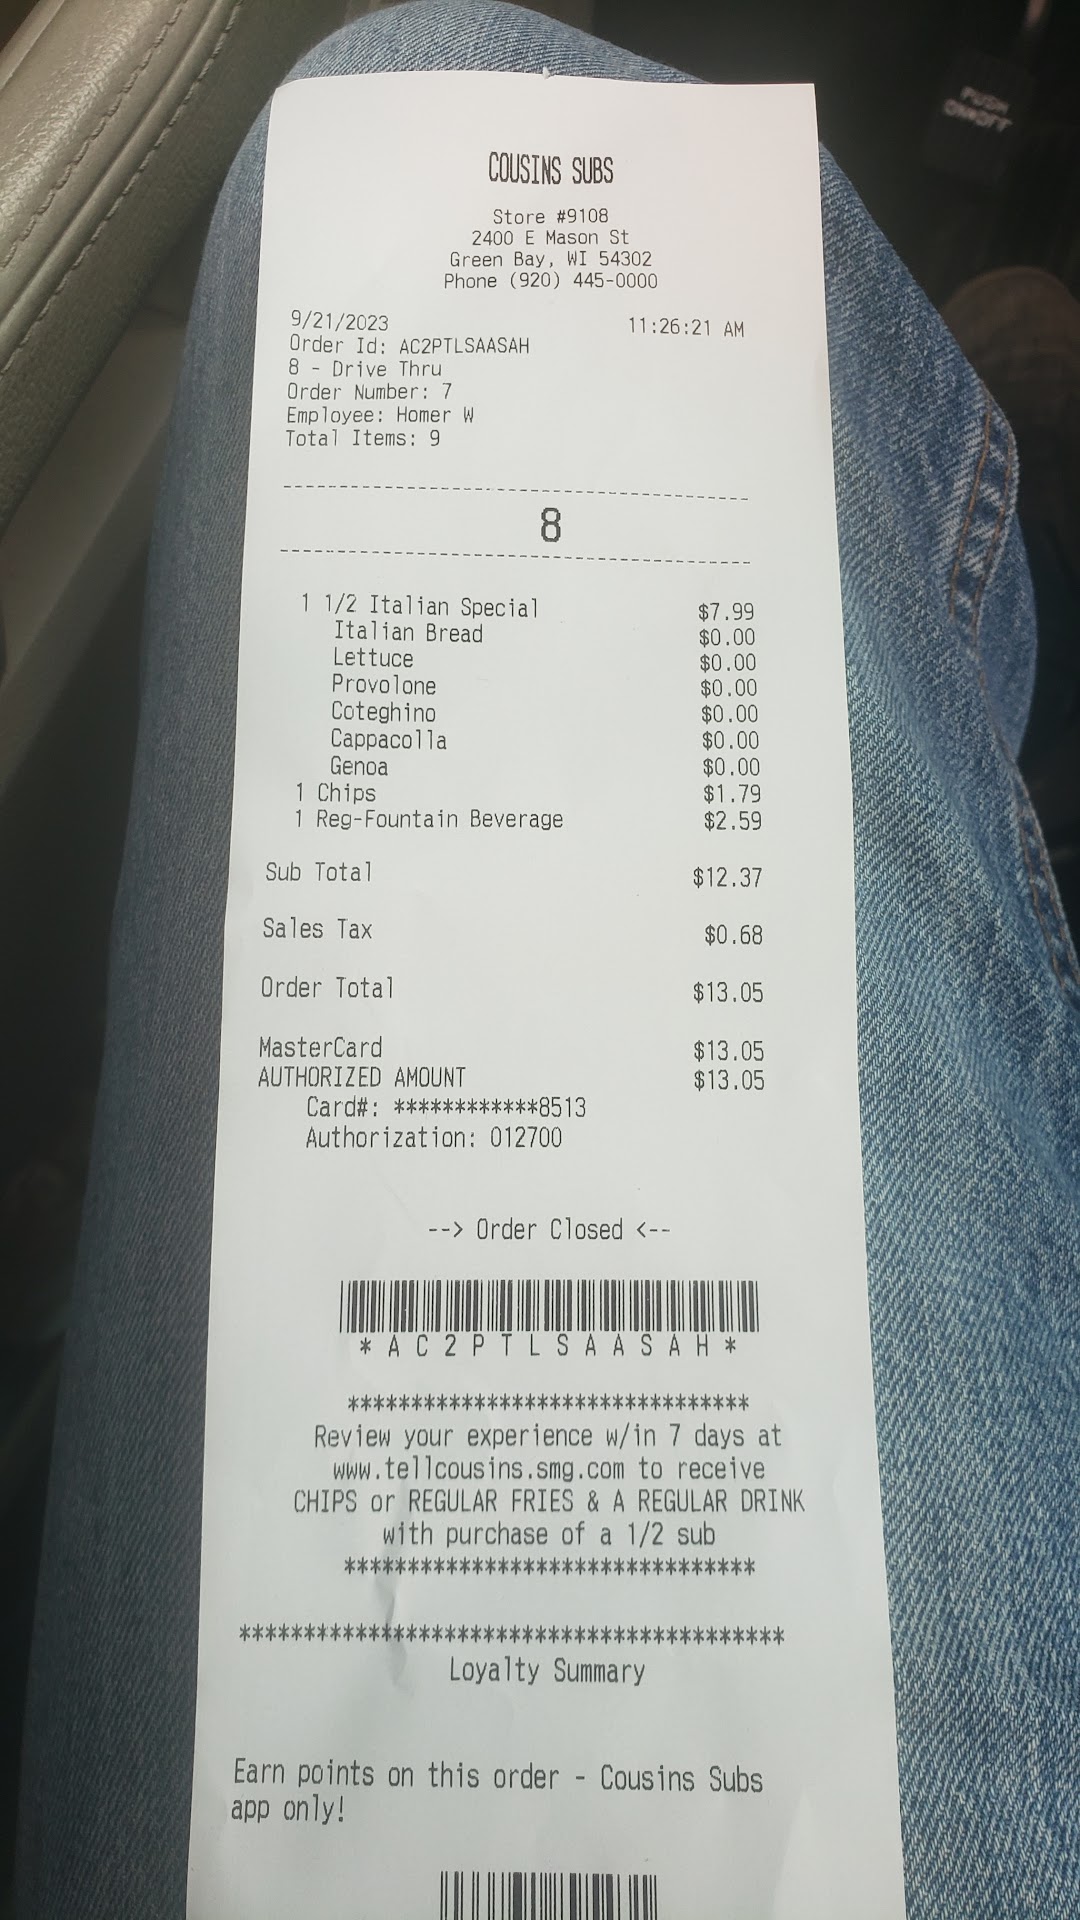 PUSH
ON/OFF
COUSINS SUBS
Store #9108
2400 E Mason St
Green Bay, WI 54302
Phone (920) 445-0000
9/21/2023 11:26:21 AM
Order Id: AC2PTLSAASAH
8 - Drive Thru
Order Number: 7
Employee: Homer W
Total Items: 9
--------------------------------------
8
--------------------------------------
1 1/2 Italian Special $7.99
Italian Bread $0.00
Lettuce $0.00
Provolone $0.00
Coteghino $0.00
Cappacolla $0.00
Genoa $0.00
1 Chips $1.79
1 Reg-Fountain Beverage $2.59
Sub Total $12.37
Sales Tax $0.68
Order Total $13.05
MasterCard $13.05
AUTHORIZED AMOUNT $13.05
Card#: ************8513
Authorization: 012700
--> Order Closed <--
* A C 2 P T L S A A S A H *
********************************
Review your experience w/in 7 days at
www.tellcousins.smg.com to receive
CHIPS or REGULAR FRIES & A REGULAR DRINK
with purchase of a 1/2 sub
********************************
******************************************
Loyalty Summary
Earn points on this order - Cousins Subs
app only!